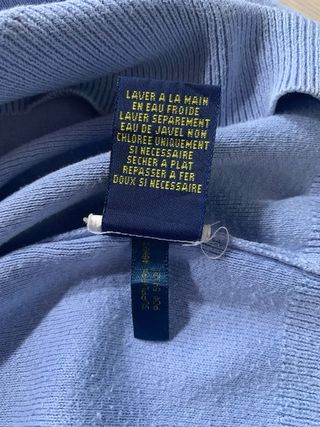 LAVER A LA MAIN
EN EAU FROIDE
LAVER SEPAREMENT
EAU DE JAVEL NON
CHLOREE UNIQUEMENT
SI NECESSAIRE
SECHER A PLAT
REPASSER A FER
DOUX SI NECESSAIRE